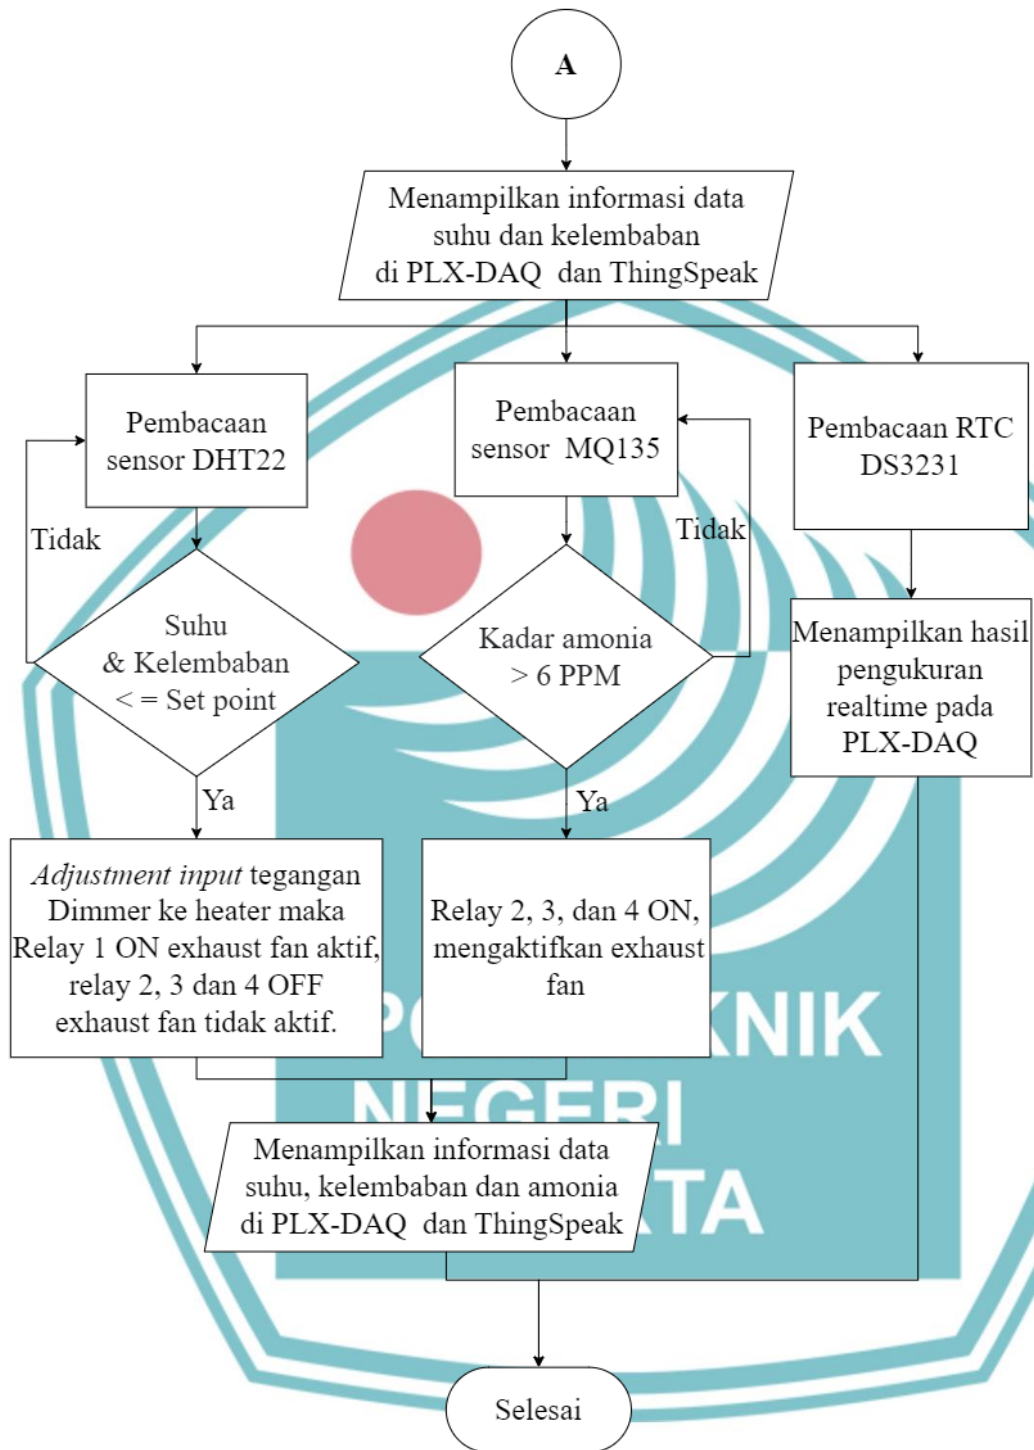 A
Menampilkan informasi data
suhu dan kelembaban
di PLX-DAQ dan ThingSpeak
Pembacaan
sensor DHT22
Pembacaan
sensor MQ135
Pembacaan RTC
DS3231
Tidak
Tidak
Suhu
& Kelembaban
< = Set point
Kadar amonia
> 6 PPM
Menampilkan hasil
pengukuran
realtime pada
PLX-DAQ
Ya
Ya
Adjustment input tegangan
Dimmer ke heater maka
Relay 1 ON exhaust fan aktif,
relay 2, 3 dan 4 OFF
exhaust fan tidak aktif.
Relay 2, 3, dan 4 ON,
mengaktifkan exhaust
fan
NEGERI
Menampilkan informasi data
suhu, kelembaban dan amonia
di PLX-DAQ dan ThingSpeak
Selesai